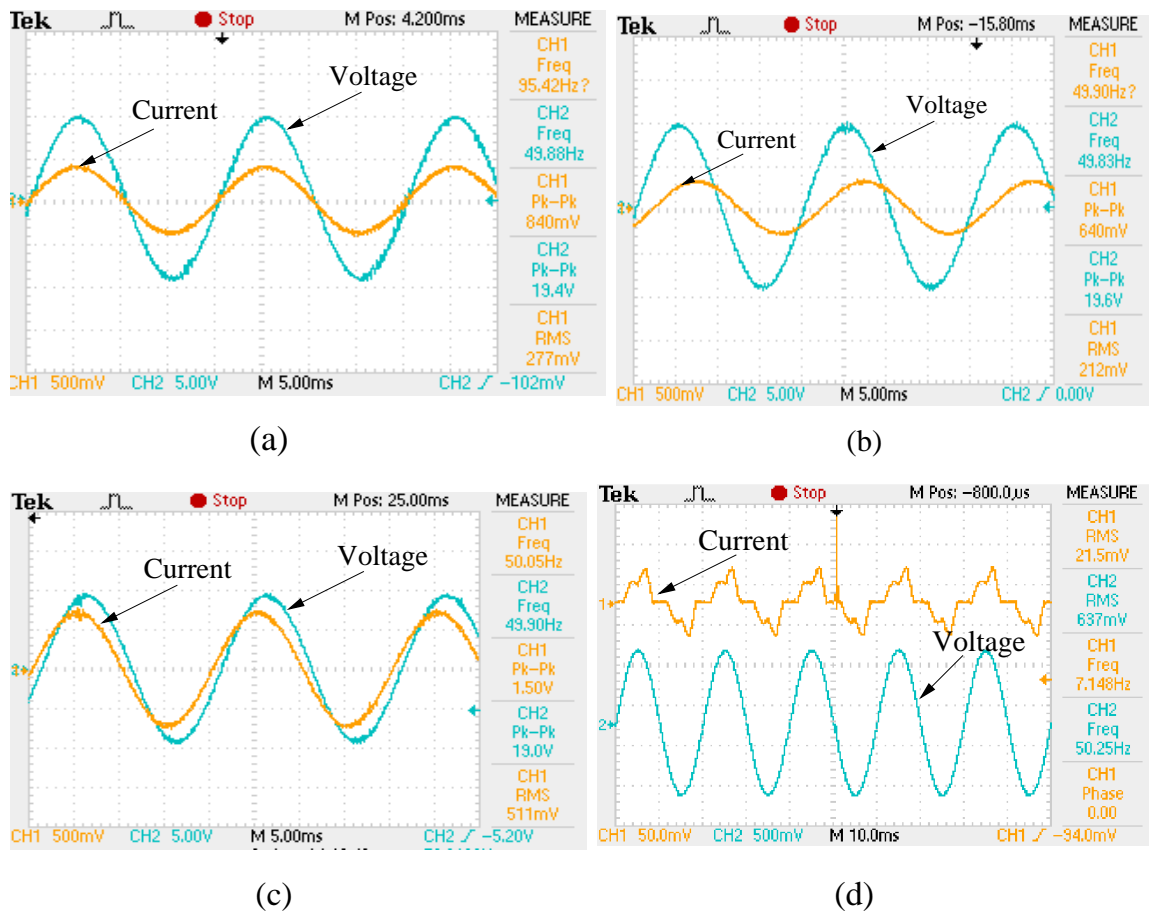 Tek Stop M Pos: 4.200ms MEASURE
CH1
Freq
95.42Hz?
CH2
Freq
49.88Hz
CH1
Pk-Pk
840mV
CH2
Pk-Pk
19.4V
CH1
RMS
277mV
Voltage
Current
2
CH1 500mV CH2 5.00V M 5.00ms CH2 -102mV
(a)
Tek Stop M Pos: -15.80ms MEASURE
CH1
Freq
49.90Hz?
CH2
Freq
49.83Hz
CH1
Pk-Pk
640mV
CH2
Pk-Pk
19.6V
CH1
RMS
212mV
Voltage
Current
2
CH1 500mV CH2 5.00V M 5.00ms CH2 0.00V
(b)
Tek Stop M Pos: 25.00ms MEASURE
CH1
Freq
50.05Hz
CH2
Freq
49.90Hz
CH1
Pk-Pk
1.50V
CH2
Pk-Pk
19.0V
CH1
RMS
511mV
Current
Voltage
2
CH1 500mV CH2 5.00V M 5.00ms CH2 -5.20V
(c)
Tek Stop M Pos: -800.0us MEASURE
CH1
RMS
21.5mV
CH2
RMS
637mV
CH1
Freq
7.148Hz
CH2
Freq
50.25Hz
CH1
Phase
0.00
Current
1
Voltage
2
CH1 50.0mV CH2 500mV M 10.0ms CH1 -94.0mV
(d)